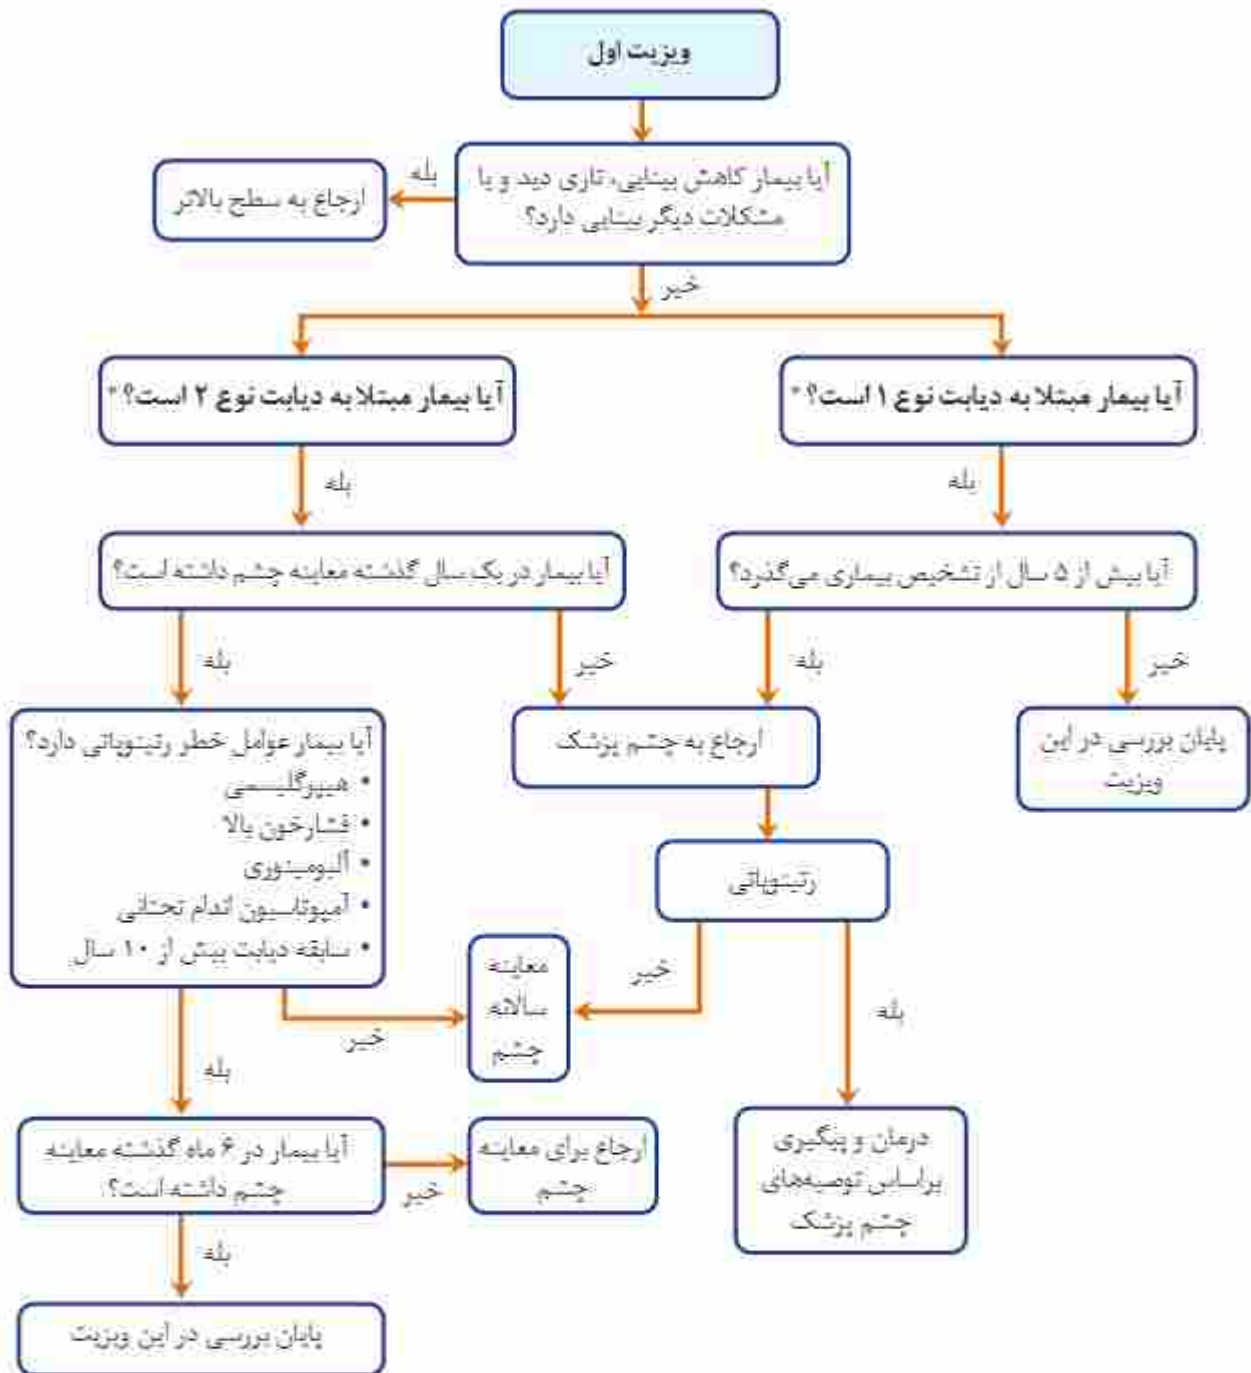 ویزیت اول
آیا بیمار کاهش بینایی، تاری دید و یا
مشکلات دیگر بینایی دارد؟
بله
ارجاع به سطح بالاتر
خیر
آیا بیمار مبتلا به دیابت نوع ۱ است؟ *
آیا بیمار مبتلا به دیابت نوع ۲ است؟ *
بله
بله
آیا بیش از ۵ سال از تشخیص بیماری می‌گذرد؟
آیا بیمار در یک سال گذشته معاینه چشم داشته است؟
خیر
بله
خیر
بله
پایان بررسی در این
ویزیت
ارجاع به چشم پزشک
آیا بیمار عوامل خطر رتینوپاتی دارد؟
• هیپرگلیسمی
• فشارخون بالا
• آلبومینوری
• آمپوتاسیون اندام تحتانی
• سابقه دیابت بیش از ۱۰ سال
رتینوپاتی
خیر
بله
معاینه
سالانه
چشم
خیر
بله
درمان و پیگیری
براساس توصیه‌های
چشم پزشک
آیا بیمار در ۶ ماه گذشته معاینه
چشم داشته است؟
خیر
ارجاع برای معاینه
چشم
بله
پایان بررسی در این ویزیت